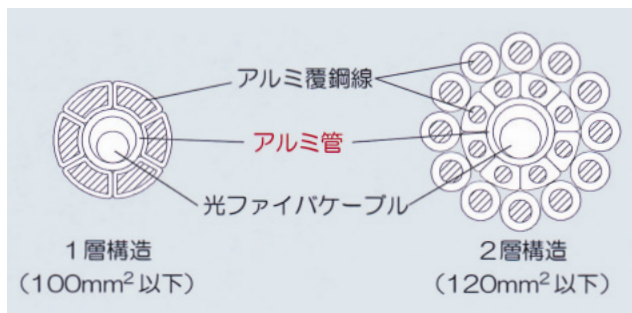 アルミ覆鋼線
アルミ管
光ファイバケーブル
1層構造
(100mm²以下)
2層構造
(120mm²以下)